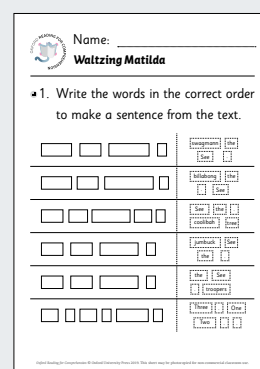 Name:
Waltzing Matilda
1. Write the words in the correct order
to make a sentence from the text.
swagmann the
See
billabong the
See
See the
coolibah tree
jumbuck See
the
the See
troopers
Three One
Two